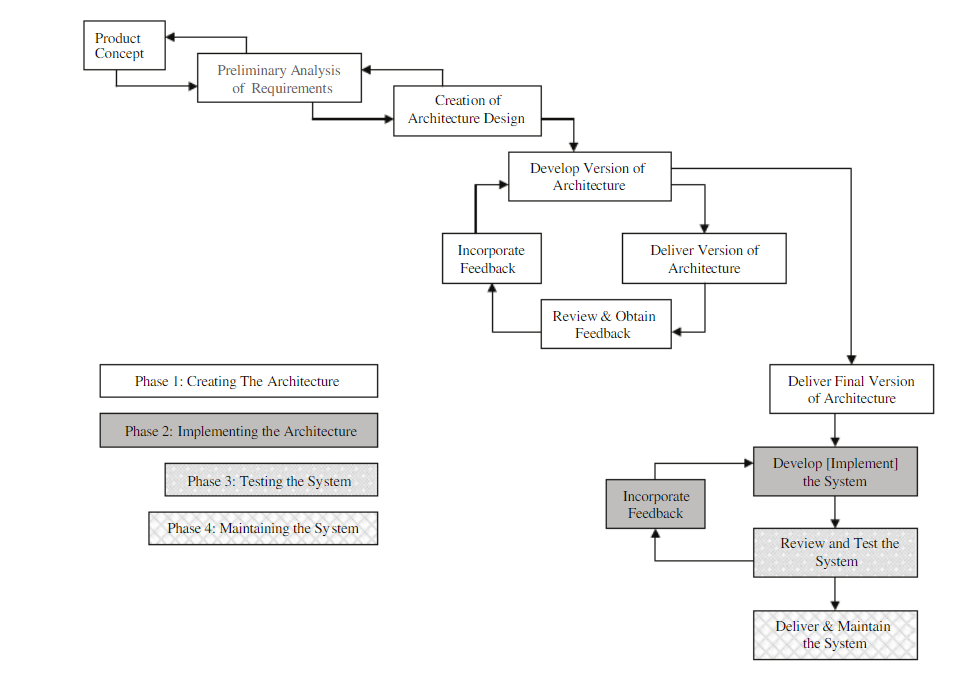 Product
Concept
Preliminary Analysis
of Requirements
Creation of
Architecture Design
Develop Version of
Architecture
Incorporate
Feedback
Deliver Version of
Architecture
Review & Obtain
Feedback
Phase 1: Creating The Architecture
Deliver Final Version
of Architecture
Phase 2: Implementing the Architecture
Develop [Implement]
the System
Phase 3: Testing the System
Incorporate
Feedback
Phase 4: Maintaining the System
Review and Test the
System
Deliver & Maintain
the System